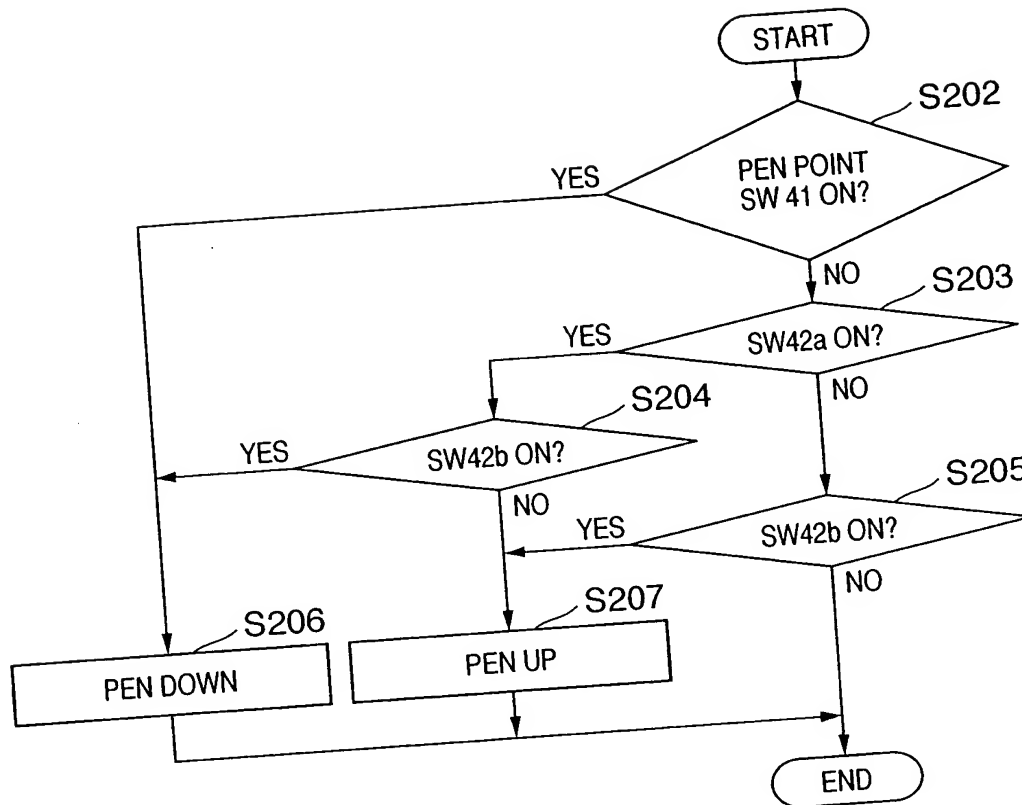 START
S202
PEN POINT
SW 41 ON?
YES
NO
S203
SW42a ON?
YES
NO
S204
SW42b ON?
YES
NO
S205
SW42b ON?
YES
NO
S206
PEN DOWN
S207
PEN UP
END